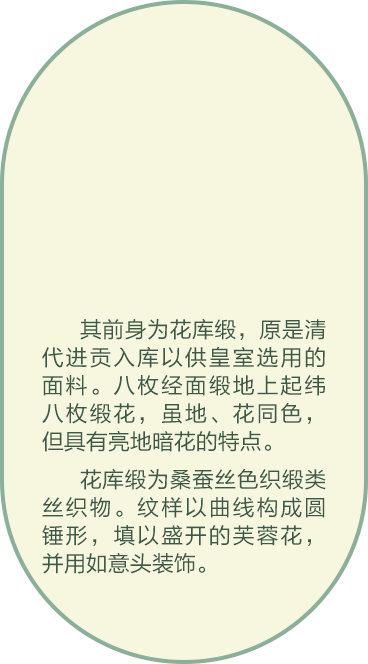 其前身为花库缎，原是清
代进贡入库以供皇室选用的
面料。八枚经面缎地上起纬
八枚缎花，虽地、花同色，
但具有亮地暗花的特点。
花库缎为桑蚕丝色织缎类
丝织物。纹样以曲线构成圆
锤形，填以盛开的芙蓉花，
并用如意头装饰。